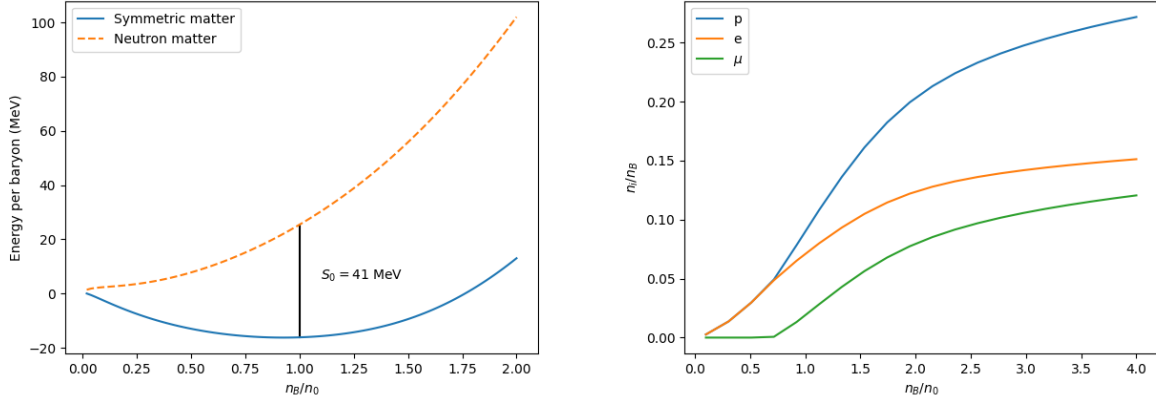 100
80
60
40
20
0
−20
Energy per baryon (MeV)
Symmetric matter
Neutron matter
S₀ = 41 MeV
0.00 0.25 0.50 0.75 1.00 1.25 1.50 1.75 2.00
n_B/n_0
0.25
0.20
0.15
0.10
0.05
0.00
n_i/n_B
p
e
μ
0.0 0.5 1.0 1.5 2.0 2.5 3.0 3.5 4.0
n_B/n_0